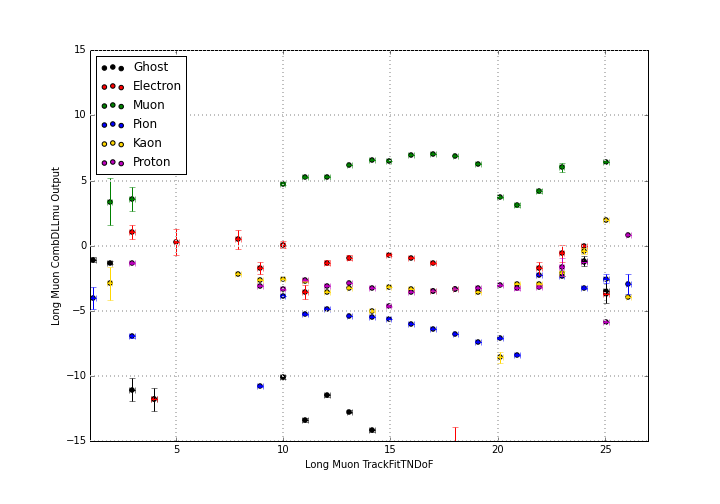 15
10
5
0
−5
−10
−15
5
10
15
20
25
Long Muon CombDLLmu Output
Long Muon TrackFitTNDoF
Ghost
Electron
Muon
Pion
Kaon
Proton